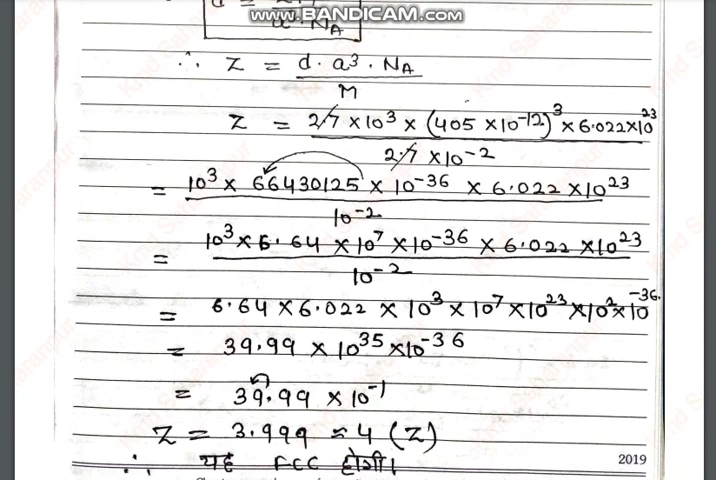 www.BANDICAM.com
NA
∴ Z = d · a³ · NA
M
Z = 2.7 × 10³ × (405 × 10⁻¹²)³ × 6.022 × 10²³
2.7 × 10⁻²
= 10³ × 66430125 × 10⁻³⁶ × 6.022 × 10²³
10⁻²
= 10³ × 6.64 × 10⁷ × 10⁻³⁶ × 6.022 × 10²³
10⁻²
= 6.64 × 6.022 × 10³ × 10⁷ × 10²³ × 10² × 10⁻³⁶
= 39.99 × 10³⁵ × 10⁻³⁶
= 39.99 × 10⁻¹
Z = 3.999 ≈ 4 (Z)
∴ यह FCC होगी।
2019